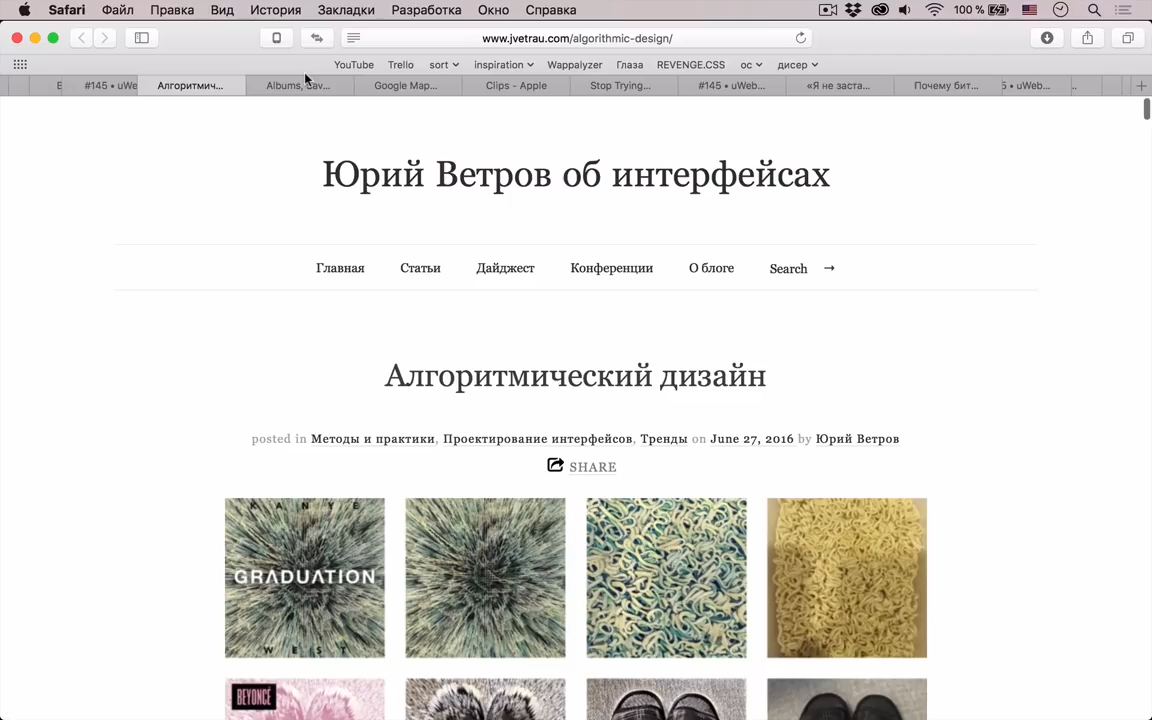 Safari Файл Правка Вид История Закладки Разработка Окно Справка 100 %
www.jvetrau.com/algorithmic-design/
YouTube Trello sort inspiration Wappalyzer Глаза REVENGE.CSS ос дисер
#145 • uWe Алгоритмич... Albums, Sav... Google Map... Clips - Apple Stop Trying... #145 • uWeb... «Я не заста... Почему бит... 5 • uWeb...
Юрий Ветров об интерфейсах
Главная Статьи Дайджест Конференции О блоге Search →
Алгоритмический дизайн
posted in Методы и практики, Проектирование интерфейсов, Тренды on June 27, 2016 by Юрий Ветров
SHARE
KANYE
GRADUATION
WEST
BEYONCÉ